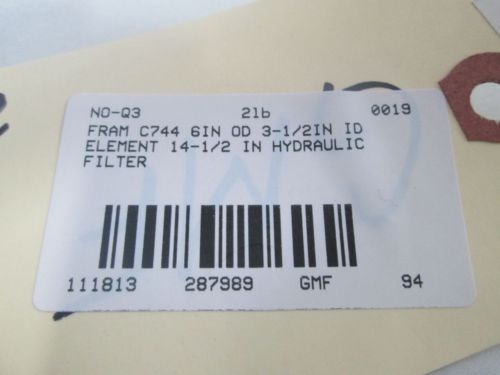 NO-Q3 2lb 0019
FRAM C744 6IN OD 3-1/2IN ID
ELEMENT 14-1/2 IN HYDRAULIC
FILTER
111813 287989 GMF 94